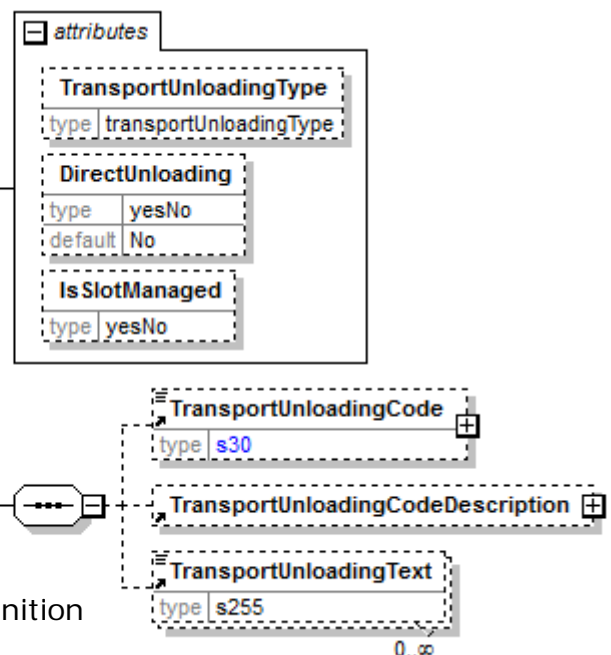 attributes
TransportUnloadingType
type transportUnloadingType
DirectUnloading
type yesNo
default No
IsSlotManaged
type yesNo
TransportUnloadingCode
type s30
TransportUnloadingCodeDescription
TransportUnloadingText
type s255
nition
0..∞